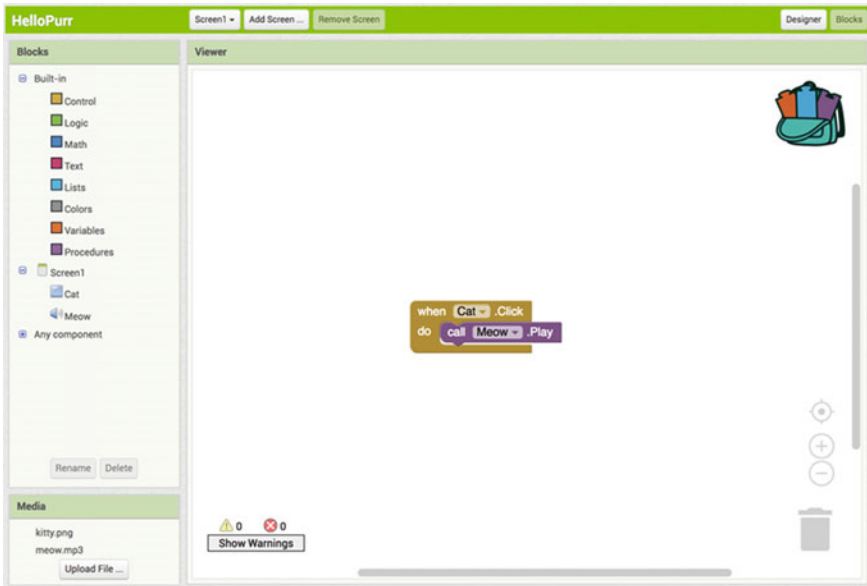 HelloPurr
Screen1 Add Screen ... Remove Screen
Designer Blocks
Blocks
Viewer
Built-in
Control
Logic
Math
Text
Lists
Colors
Variables
Procedures
Screen1
Cat
Meow
Any component
Rename Delete
when Cat .Click
do call Meow .Play
Media
kitty.png
meow.mp3
Upload File ...
0 0
Show Warnings